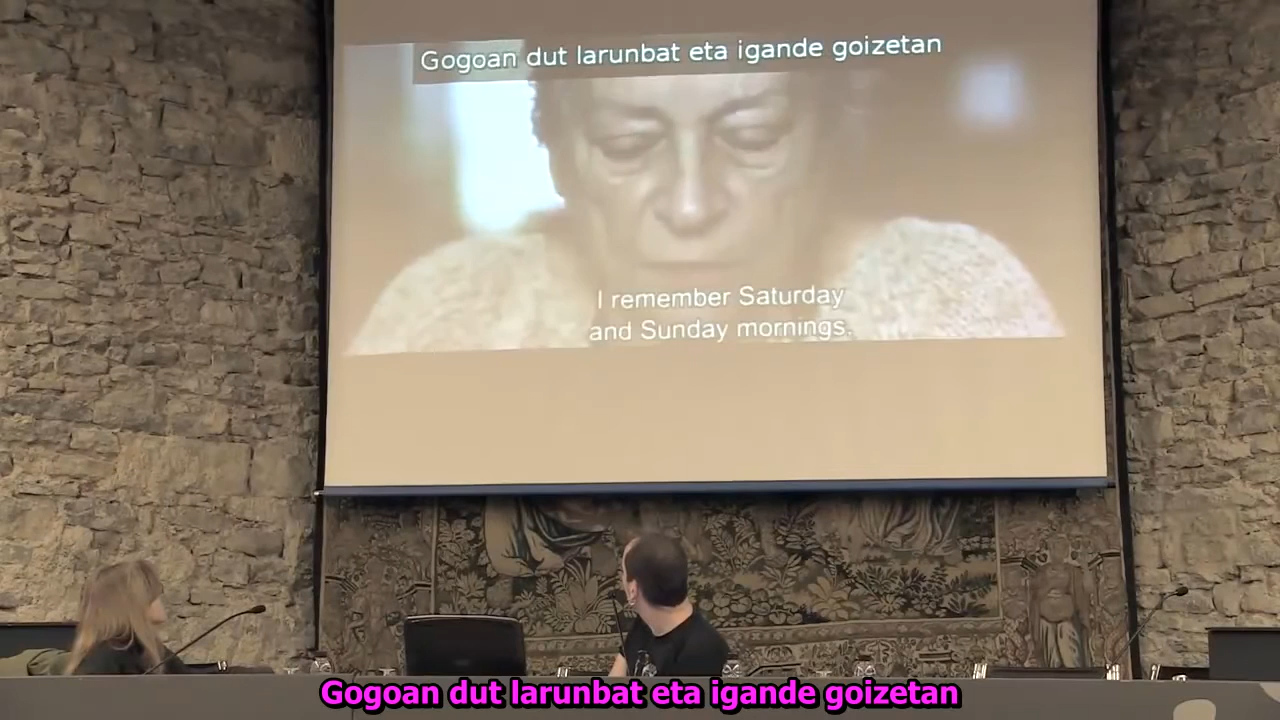 Gogoan dut larunbat eta igande goizetan
I remember Saturday
and Sunday mornings.
Gogoan dut larunbat eta igande goizetan